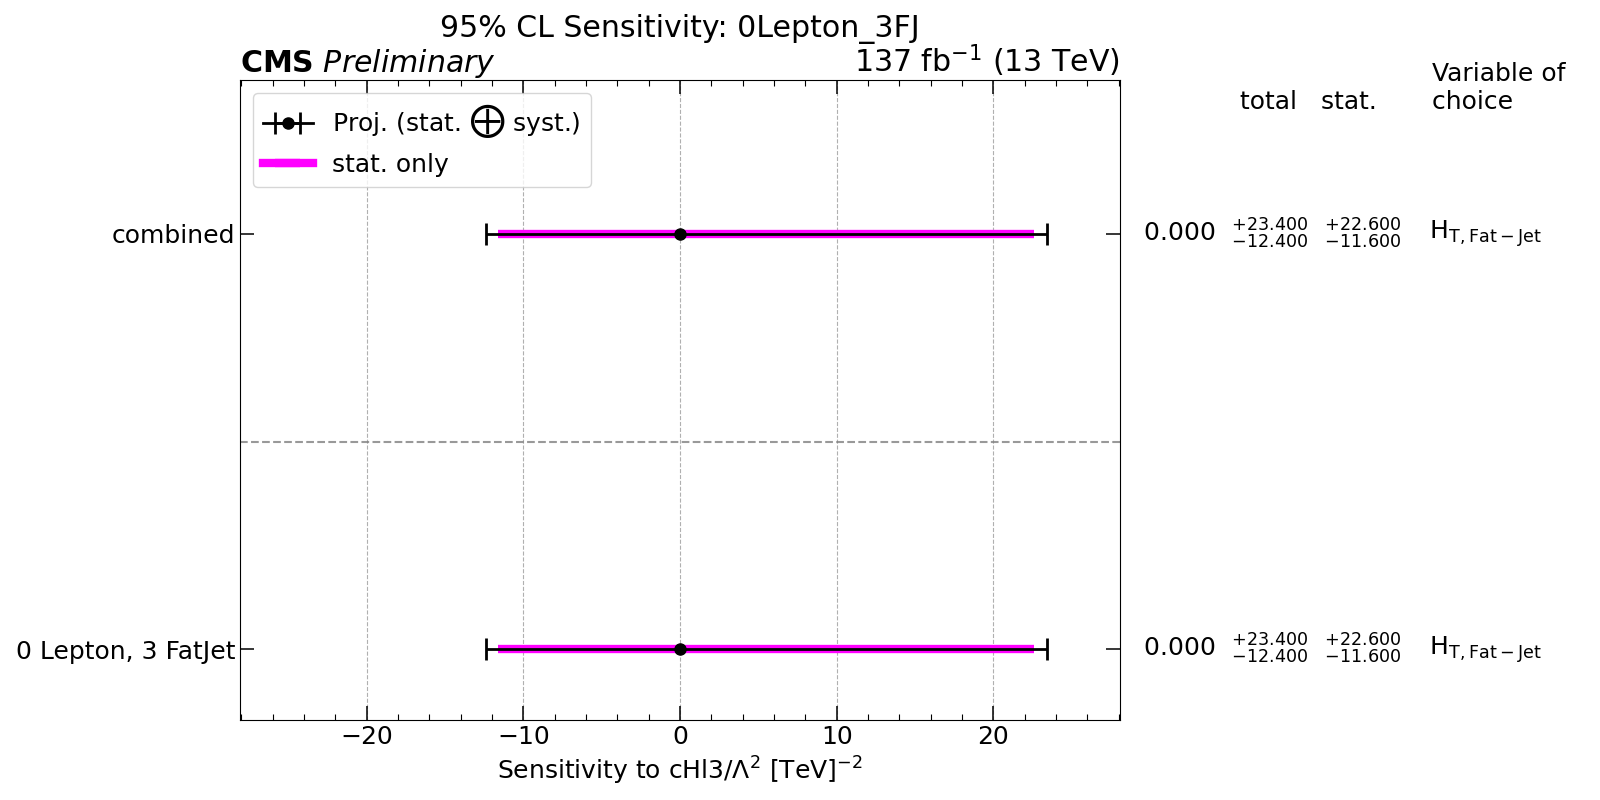 95% CL Sensitivity: 0Lepton_3FJ
CMS Preliminary
137 fb⁻¹ (13 TeV)
Variable of
choice
total stat.
Proj. (stat. ⨁ syst.)
stat. only
combined
0.000 +23.400 +22.600 H_T, Fat − Jet
−12.400 −11.600
0 Lepton, 3 FatJet
0.000 +23.400 +22.600 H_T, Fat − Jet
−12.400 −11.600
−20 −10 0 10 20
Sensitivity to cHl3/Λ² [TeV]⁻²